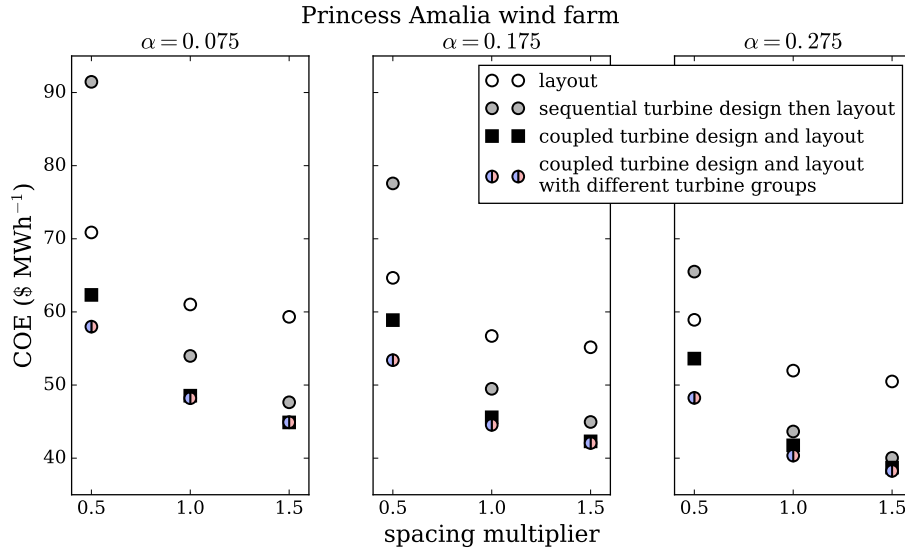 Princess Amalia wind farm
α = 0.075
α = 0.175
α = 0.275
layout
sequential turbine design then layout
coupled turbine design and layout
coupled turbine design and layout
with different turbine groups
COE ($ MWh⁻¹)
90
80
70
60
50
40
0.5 1.0 1.5
0.5 1.0 1.5
0.5 1.0 1.5
spacing multiplier